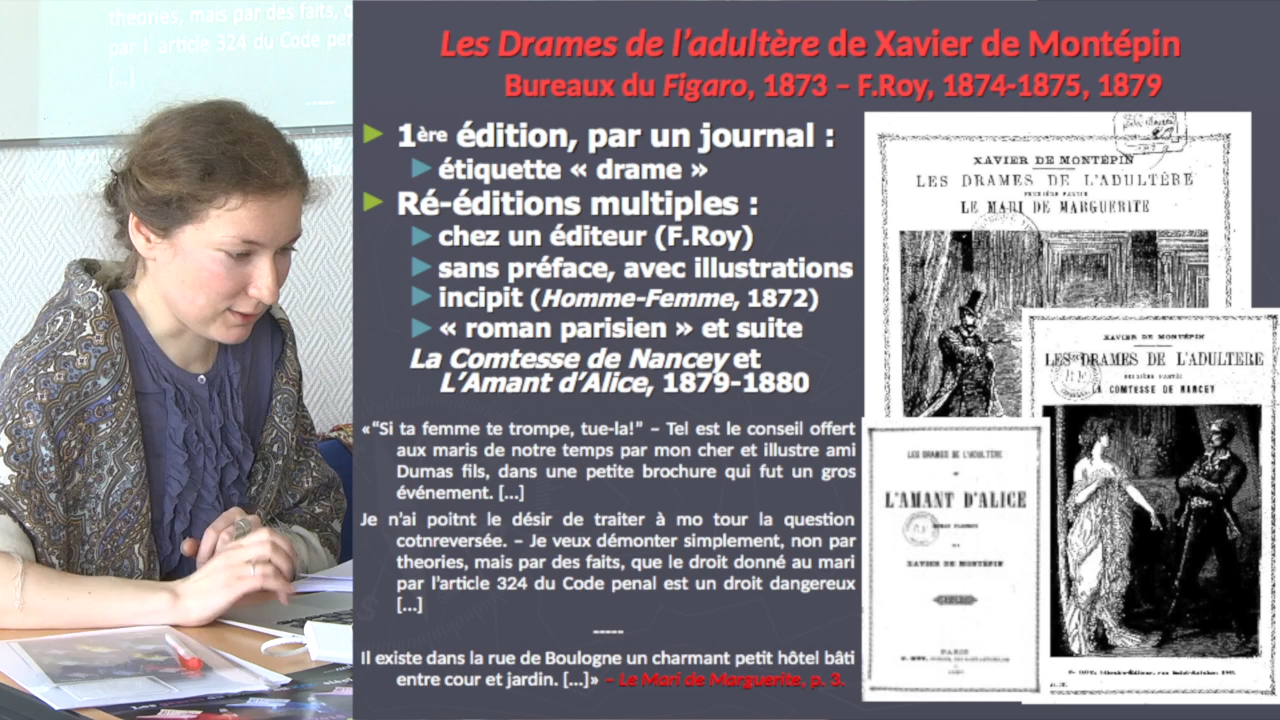 theories, mais par des faits, q
par l'article 324 du Code pen
[...]
Les Drames de l'adultère de Xavier de Montépin
Bureaux du Figaro, 1873 – F.Roy, 1874-1875, 1879
1ère édition, par un journal :
étiquette « drame »
Ré-éditions multiples :
chez un éditeur (F.Roy)
sans préface, avec illustrations
incipit (Homme-Femme, 1872)
« roman parisien » et suite
La Comtesse de Nancey et
L'Amant d'Alice, 1879-1880
«“Si ta femme te trompe, tue-la!” – Tel est le conseil offert
aux maris de notre temps par mon cher et illustre ami
Dumas fils, dans une petite brochure qui fut un gros
événement. [...]
Je n'ai poitnt le désir de traiter à mo tour la question
cotnreversée. – Je veux démonter simplement, non par
theories, mais par des faits, que le droit donné au mari
par l'article 324 du Code penal est un droit dangereux
[...]
-----
Il existe dans la rue de Boulogne un charmant petit hôtel bâti
entre cour et jardin. [...]» – Le Mari de Marguerite, p. 3.
XAVIER DE MONTÉPIN
LES DRAMES DE L'ADULTÈRE
PREMIÈRE PARTIE
LE MARI DE MARGUERITE
XAVIER DE MONTÉPIN
LES DRAMES DE L'ADULTERE
DEUXIÈME PARTIE
LA COMTESSE DE NANCEY
LES DRAMES DE L'ADULTÈRE
L'AMANT D'ALICE
XAVIER DE MONTÉPIN
PARIS